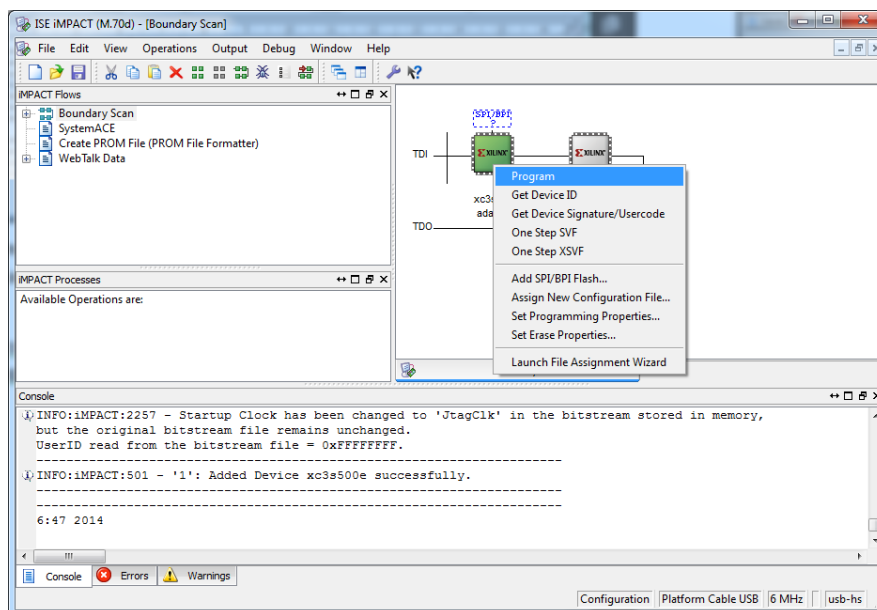 ISE iMPACT (M.70d) - [Boundary Scan]
File Edit View Operations Output Debug Window Help
iMPACT Flows
Boundary Scan
SystemACE
Create PROM File (PROM File Formatter)
WebTalk Data
SPI/BPI
?
TDI
XILINX
XILINX
xc3s
ada
TDO
Program
Get Device ID
Get Device Signature/Usercode
One Step SVF
One Step XSVF
Add SPI/BPI Flash...
Assign New Configuration File...
Set Programming Properties...
Set Erase Properties...
Launch File Assignment Wizard
iMPACT Processes
Available Operations are:
Console
INFO:iMPACT:2257 - Startup Clock has been changed to 'JtagClk' in the bitstream stored in memory,
but the original bitstream file remains unchanged.
UserID read from the bitstream file = 0xFFFFFFFF.
----------------------------------------------------------------------
INFO:iMPACT:501 - '1': Added Device xc3s500e successfully.
----------------------------------------------------------------------
----------------------------------------------------------------------
6:47 2014
Console Errors Warnings
Configuration Platform Cable USB 6 MHz usb-hs